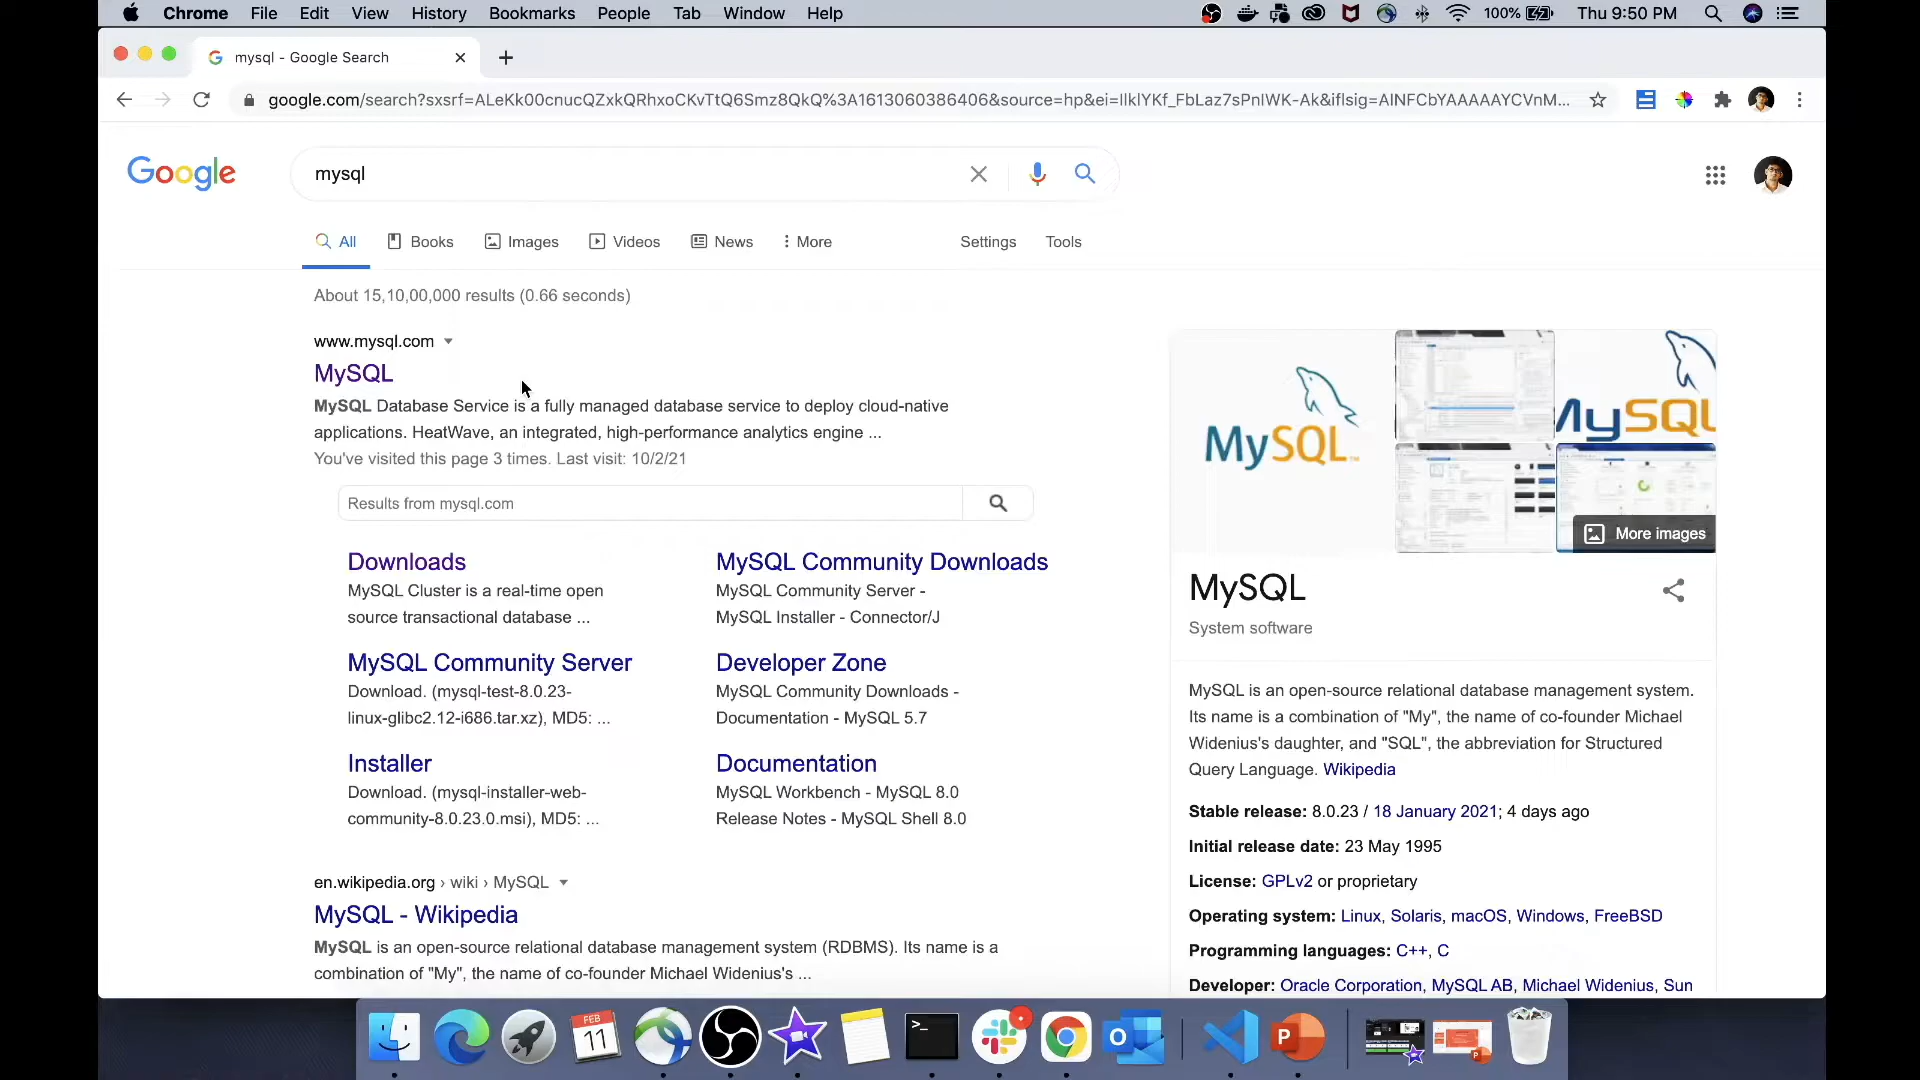 Chrome File Edit View History Bookmarks People Tab Window Help 100% Thu 9:50 PM
mysql - Google Search
google.com/search?sxsrf=ALeKk00cnucQZxkQRhxoCKvTtQ6Smz8QkQ%3A1613060386406&source=hp&ei=IlklYKf_FbLaz7sPnIWK-Ak&iflsig=AINFCbYAAAAAYCVnM...
Google
mysql
All Books Images Videos News More Settings Tools
About 15,10,00,000 results (0.66 seconds)
www.mysql.com
MySQL
MySQL Database Service is a fully managed database service to deploy cloud-native
applications. HeatWave, an integrated, high-performance analytics engine ...
You've visited this page 3 times. Last visit: 10/2/21
Results from mysql.com
Downloads
MySQL Cluster is a real-time open
source transactional database ...
MySQL Community Downloads
MySQL Community Server -
MySQL Installer - Connector/J
MySQL Community Server
Download. (mysql-test-8.0.23-
linux-glibc2.12-i686.tar.xz), MD5: ...
Developer Zone
MySQL Community Downloads -
Documentation - MySQL 5.7
Installer
Download. (mysql-installer-web-
community-8.0.23.0.msi), MD5: ...
Documentation
MySQL Workbench - MySQL 8.0
Release Notes - MySQL Shell 8.0
en.wikipedia.org › wiki › MySQL
MySQL - Wikipedia
MySQL is an open-source relational database management system (RDBMS). Its name is a
combination of "My", the name of co-founder Michael Widenius's ...
MySQL™
MySQL
More images
MySQL
System software
MySQL is an open-source relational database management system.
Its name is a combination of "My", the name of co-founder Michael
Widenius's daughter, and "SQL", the abbreviation for Structured
Query Language. Wikipedia
Stable release: 8.0.23 / 18 January 2021; 4 days ago
Initial release date: 23 May 1995
License: GPLv2 or proprietary
Operating system: Linux, Solaris, macOS, Windows, FreeBSD
Programming languages: C++, C
Developer: Oracle Corporation, MySQL AB, Michael Widenius, Sun
FEB
11
>_
O
P